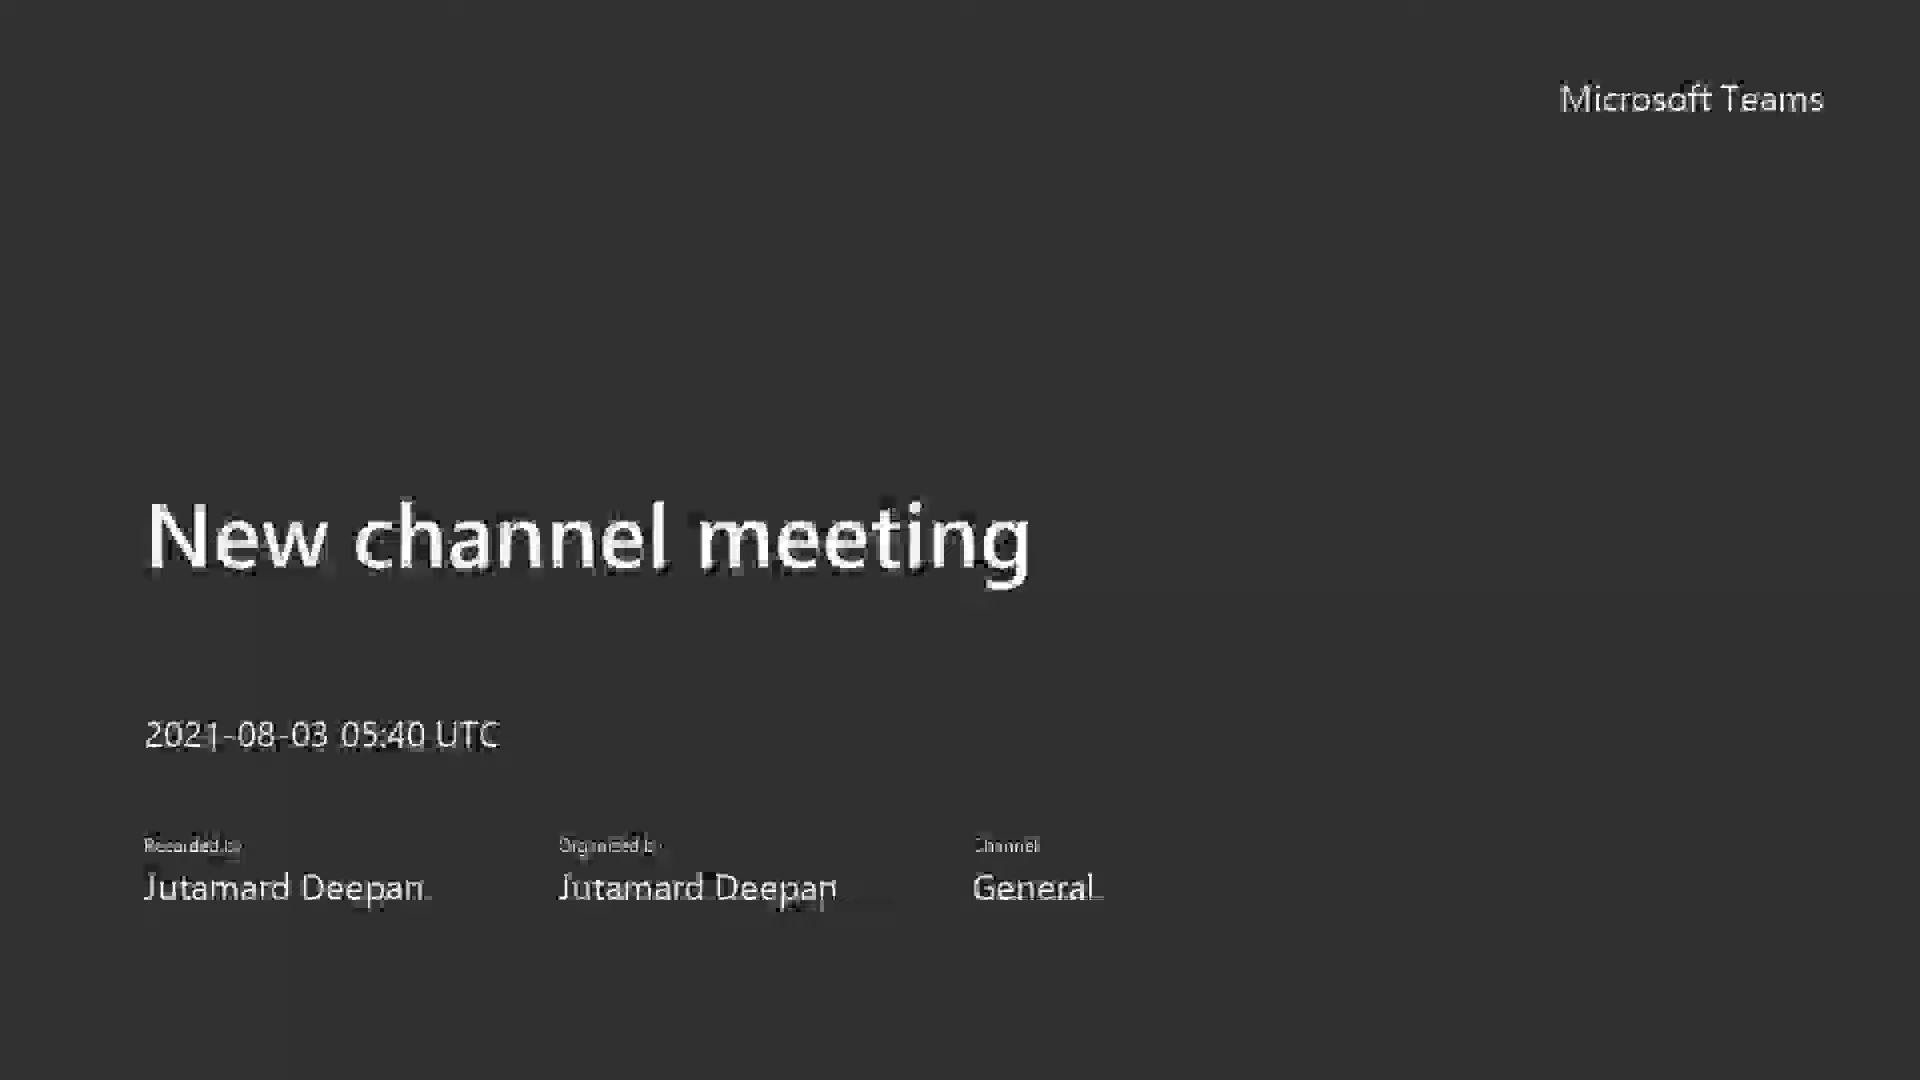 Microsoft Teams
New channel meeting
2021-08-03 05:40 UTC
Recorded by
Organized by
Channel
Jutamard Deepan
Jutamard Deepan
General